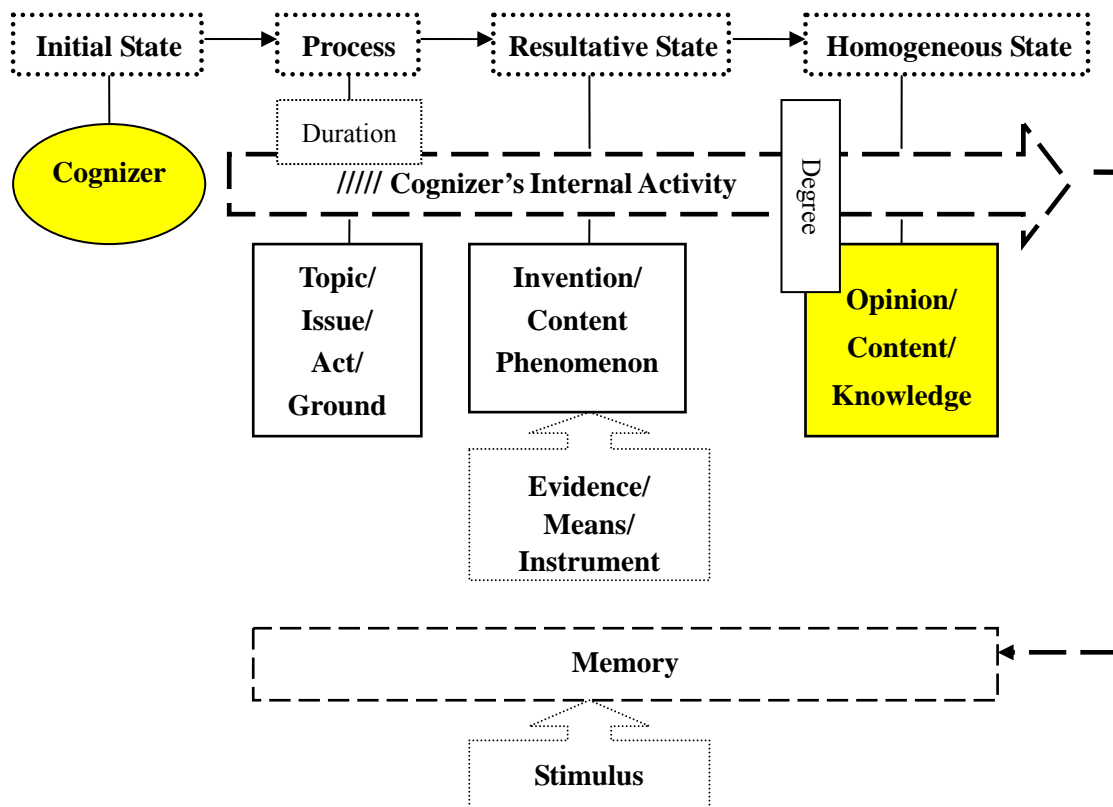 Initial State
Process
Resultative State
Homogeneous State
Duration
Cognizer
///// Cognizer's Internal Activity
Degree
Topic/
Issue/
Act/
Ground
Invention/
Content
Phenomenon
Opinion/
Content/
Knowledge
Evidence/
Means/
Instrument
Memory
Stimulus